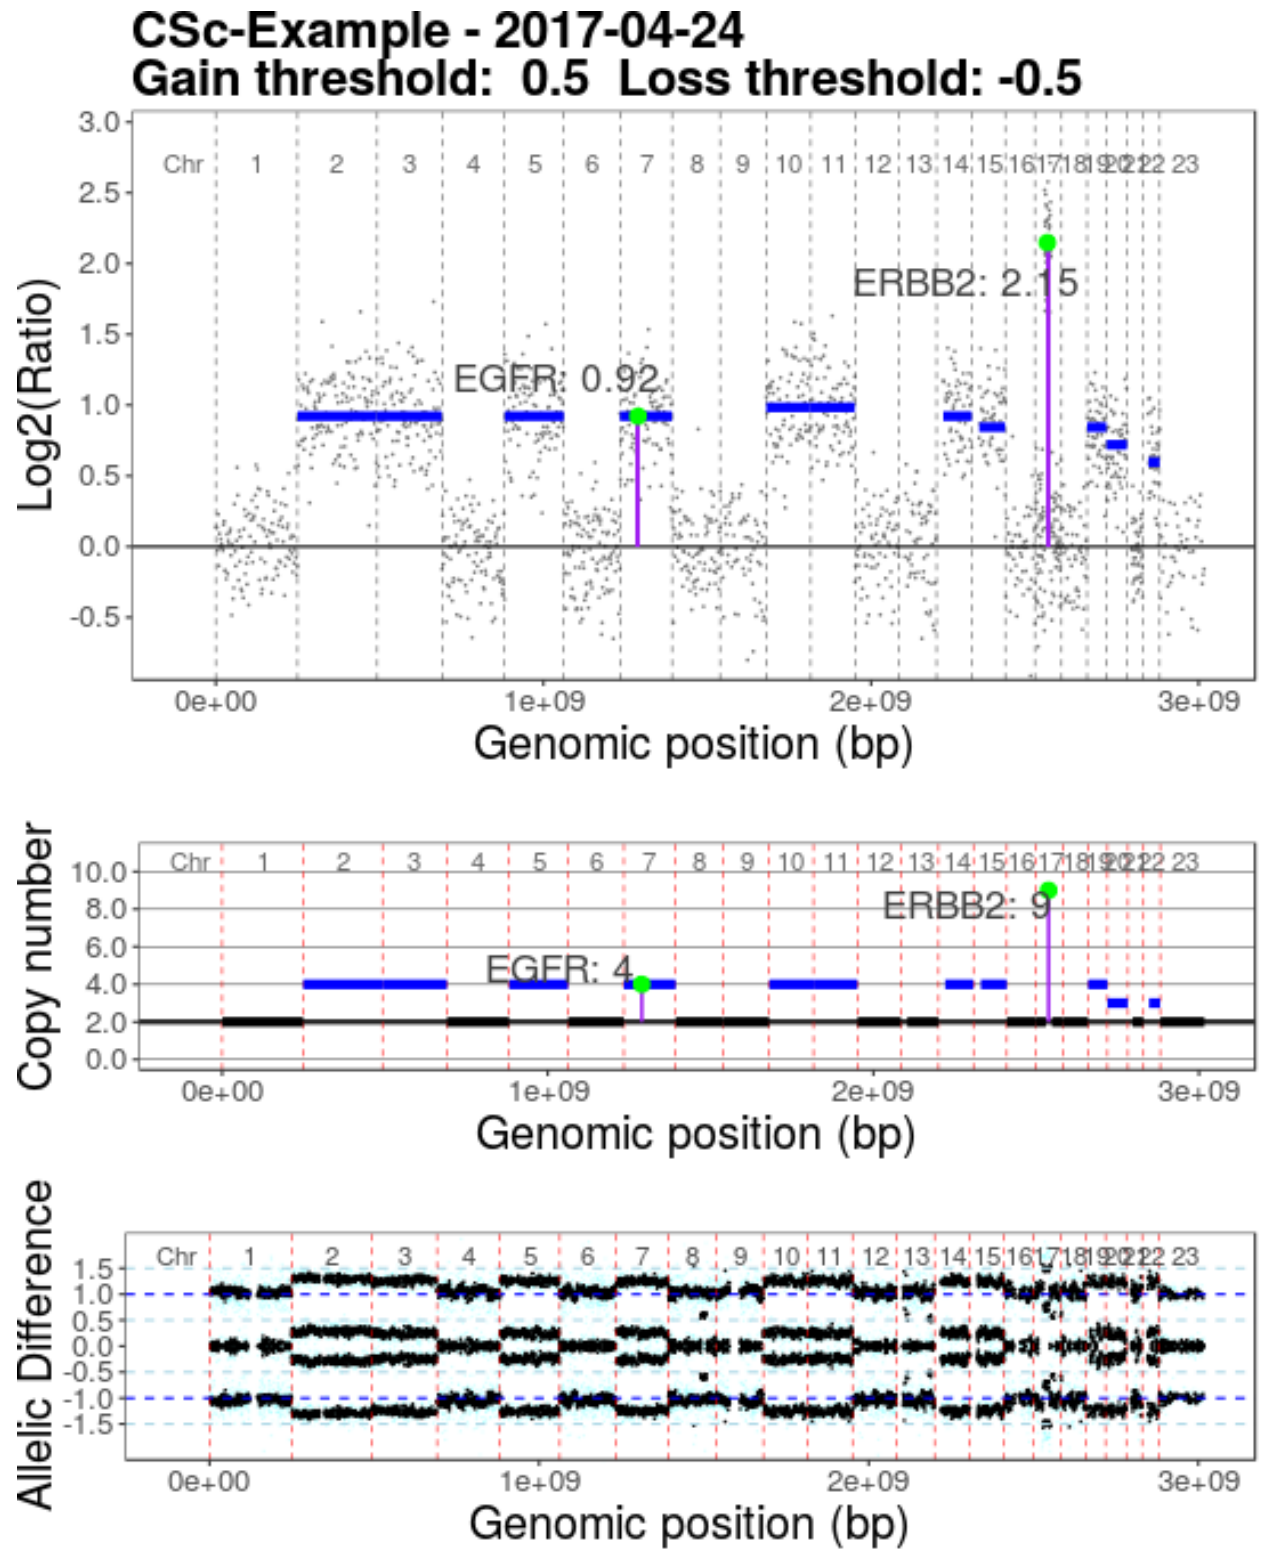 CSc-Example - 2017-04-24
Gain threshold: 0.5 Loss threshold: -0.5
3.0
Chr 1 2 3 4 5 6 7 8 9 10 11 12 13 14 15 16 17 18 19 20 21 22 23
2.5
2.0
ERBB2: 2.15
1.5
EGFR: 0.92
1.0
0.5
0.0
-0.5
Log2(Ratio)
0e+00 1e+09 2e+09 3e+09
Genomic position (bp)
Chr 1 2 3 4 5 6 7 8 9 10 11 12 13 14 15 16 17 18 19 20 21 22 23
10.0
ERBB2: 9
8.0
6.0
EGFR: 4
4.0
2.0
0.0
Copy number
0e+00 1e+09 2e+09 3e+09
Genomic position (bp)
Chr 1 2 3 4 5 6 7 8 9 10 11 12 13 14 15 16 17 18 19 20 21 22 23
1.5
1.0
0.5
0.0
-0.5
-1.0
-1.5
Allelic Difference
0e+00 1e+09 2e+09 3e+09
Genomic position (bp)